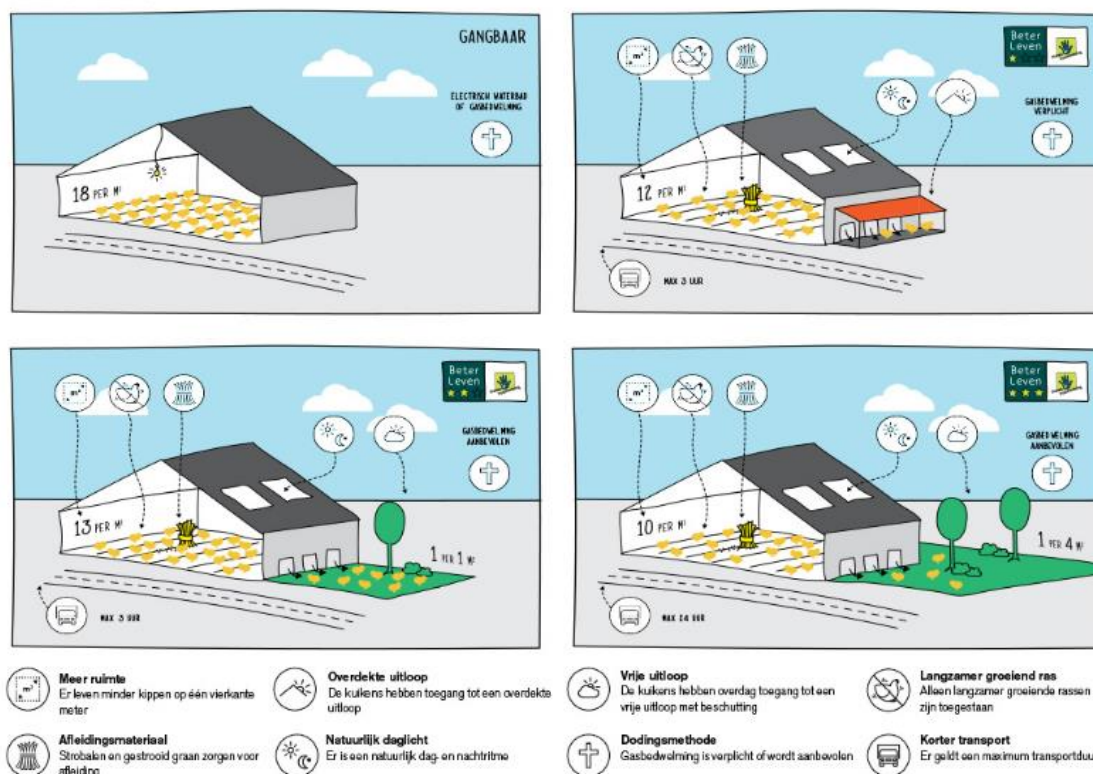 GANGBAAR
ELECTRISCH WATERBAD
OF GASBEDWELMING
18 PER M²
Beter
Leven
m²
GASBEDWELMING
VERPLICHT
12 PER M²
MAX 3 UUR
Beter
Leven
m²
GASBEDWELMING
AANBEVOLEN
13 PER M²
1 PER 1 M²
MAX 3 UUR
Beter
Leven
m²
GASBEDWELMING
AANBEVOLEN
10 PER M²
1 PER 4 M²
MAX 24 UUR
m²
Meer ruimte
Er leven minder kippen op één vierkante
meter
Overdekte uitloop
De kuikens hebben toegang tot een overdekte
uitloop
Vrije uitloop
De kuikens hebben overdag toegang tot een
vrije uitloop met beschutting
Langzamer groeiend ras
Alleen langzamer groeiende rassen
zijn toegestaan
Afleidingsmateriaal
Strobalen en gestrooid graan zorgen voor
afleiding
Natuurlijk daglicht
Er is een natuurlijk dag- en nachtritme
Dodingsmethode
Gasbedwelming is verplicht of wordt aanbevolen
Korter transport
Er geldt een maximum transportduu